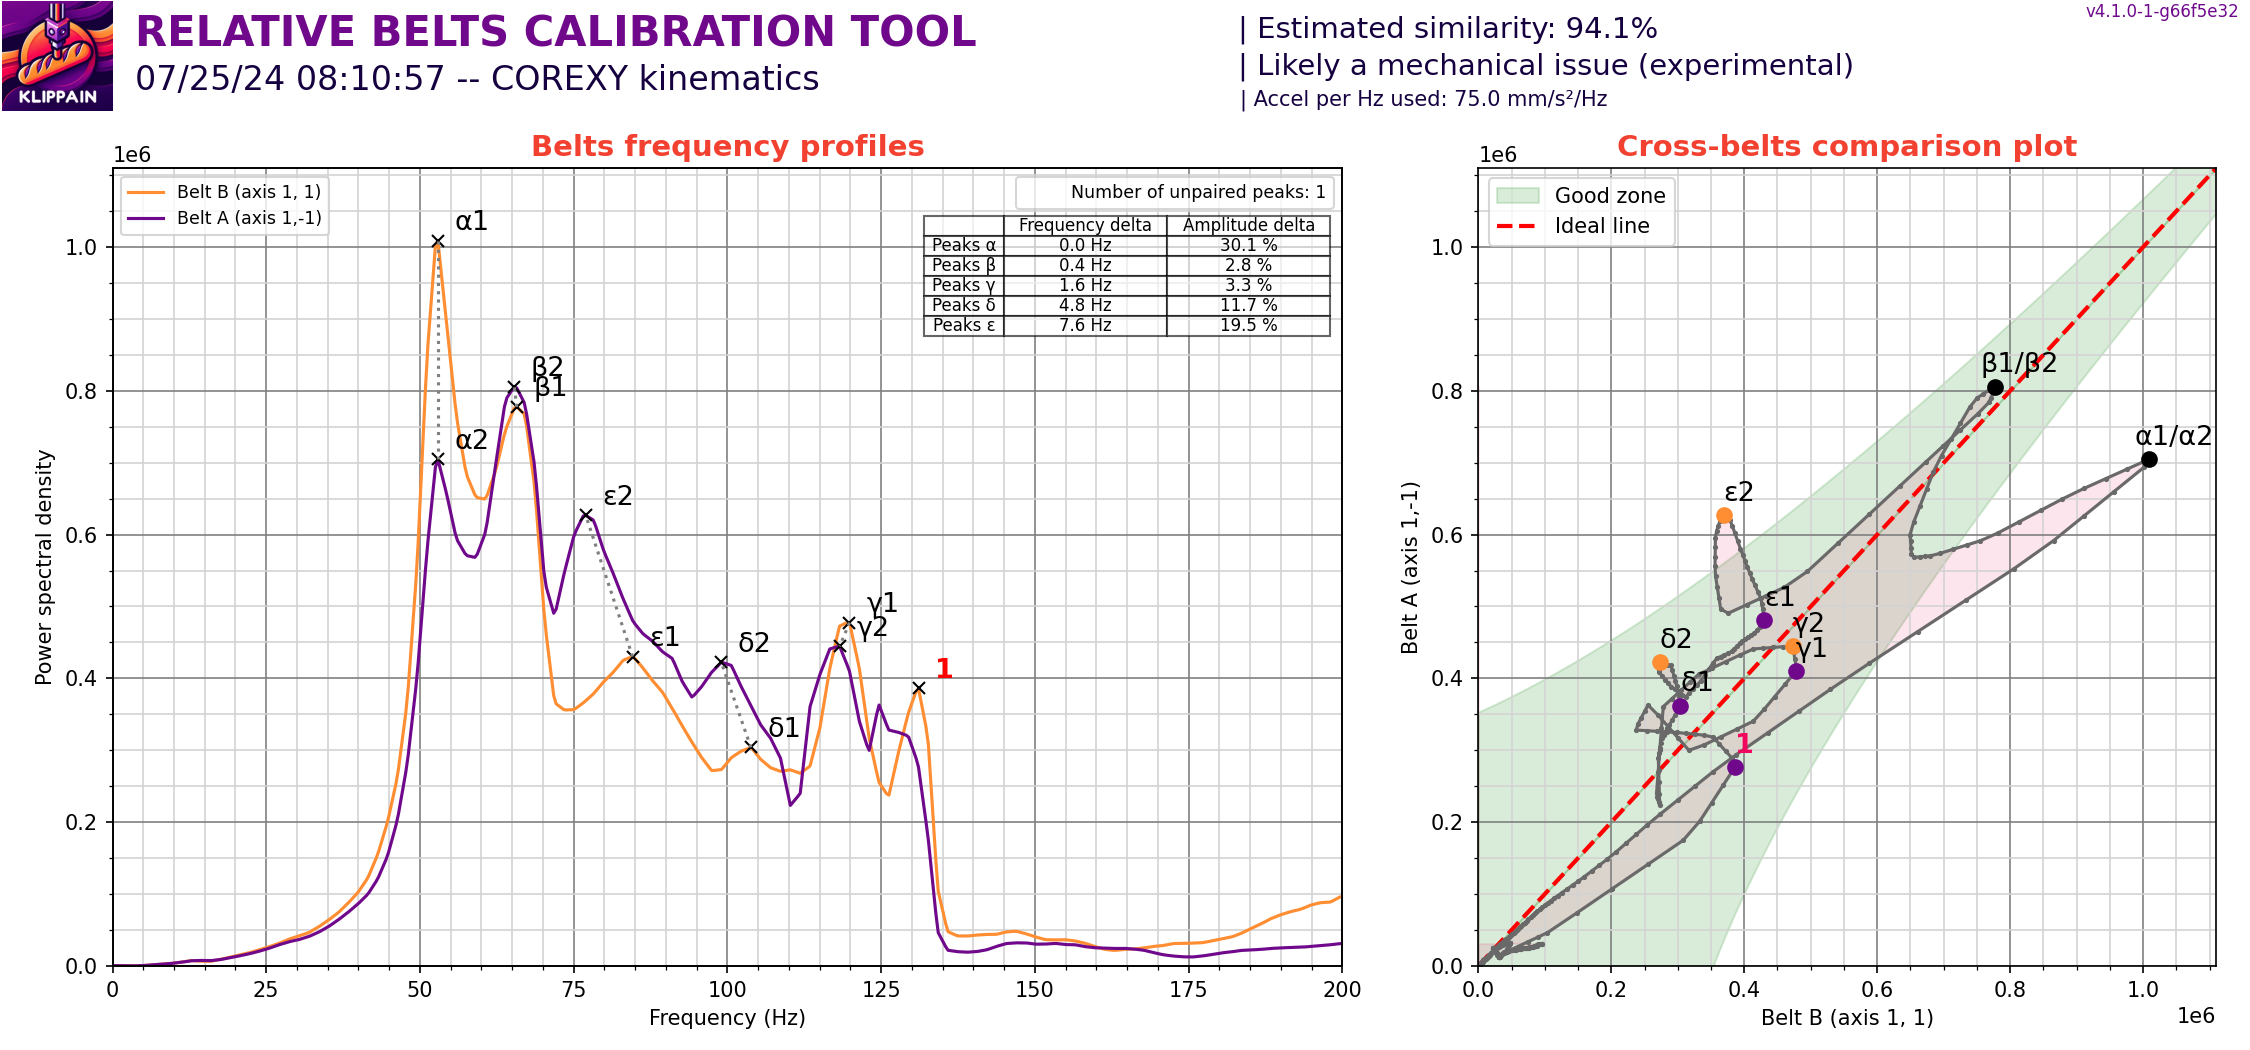 KLIPPAIN
RELATIVE BELTS CALIBRATION TOOL
07/25/24 08:10:57 -- COREXY kinematics
| Estimated similarity: 94.1%
| Likely a mechanical issue (experimental)
| Accel per Hz used: 75.0 mm/s²/Hz
v4.1.0-1-g66f5e32
Belts frequency profiles
1e6
Belt B (axis 1, 1)
Belt A (axis 1,-1)
Number of unpaired peaks: 1
Frequency delta Amplitude delta
Peaks α 0.0 Hz 30.1 %
Peaks β 0.4 Hz 2.8 %
Peaks γ 1.6 Hz 3.3 %
Peaks δ 4.8 Hz 11.7 %
Peaks ε 7.6 Hz 19.5 %
α1
β2
β1
α2
ε2
γ1
γ2
ε1
δ2
1
δ1
1.0
0.8
0.6
0.4
0.2
0.0
Power spectral density
0 25 50 75 100 125 150 175 200
Frequency (Hz)
Cross-belts comparison plot
1e6
Good zone
Ideal line
β1/β2
α1/α2
ε2
ε1
γ2
δ2
γ1
δ1
1
1.0
0.8
0.6
0.4
0.2
0.0
Belt A (axis 1,-1)
0.0 0.2 0.4 0.6 0.8 1.0
Belt B (axis 1, 1)
1e6